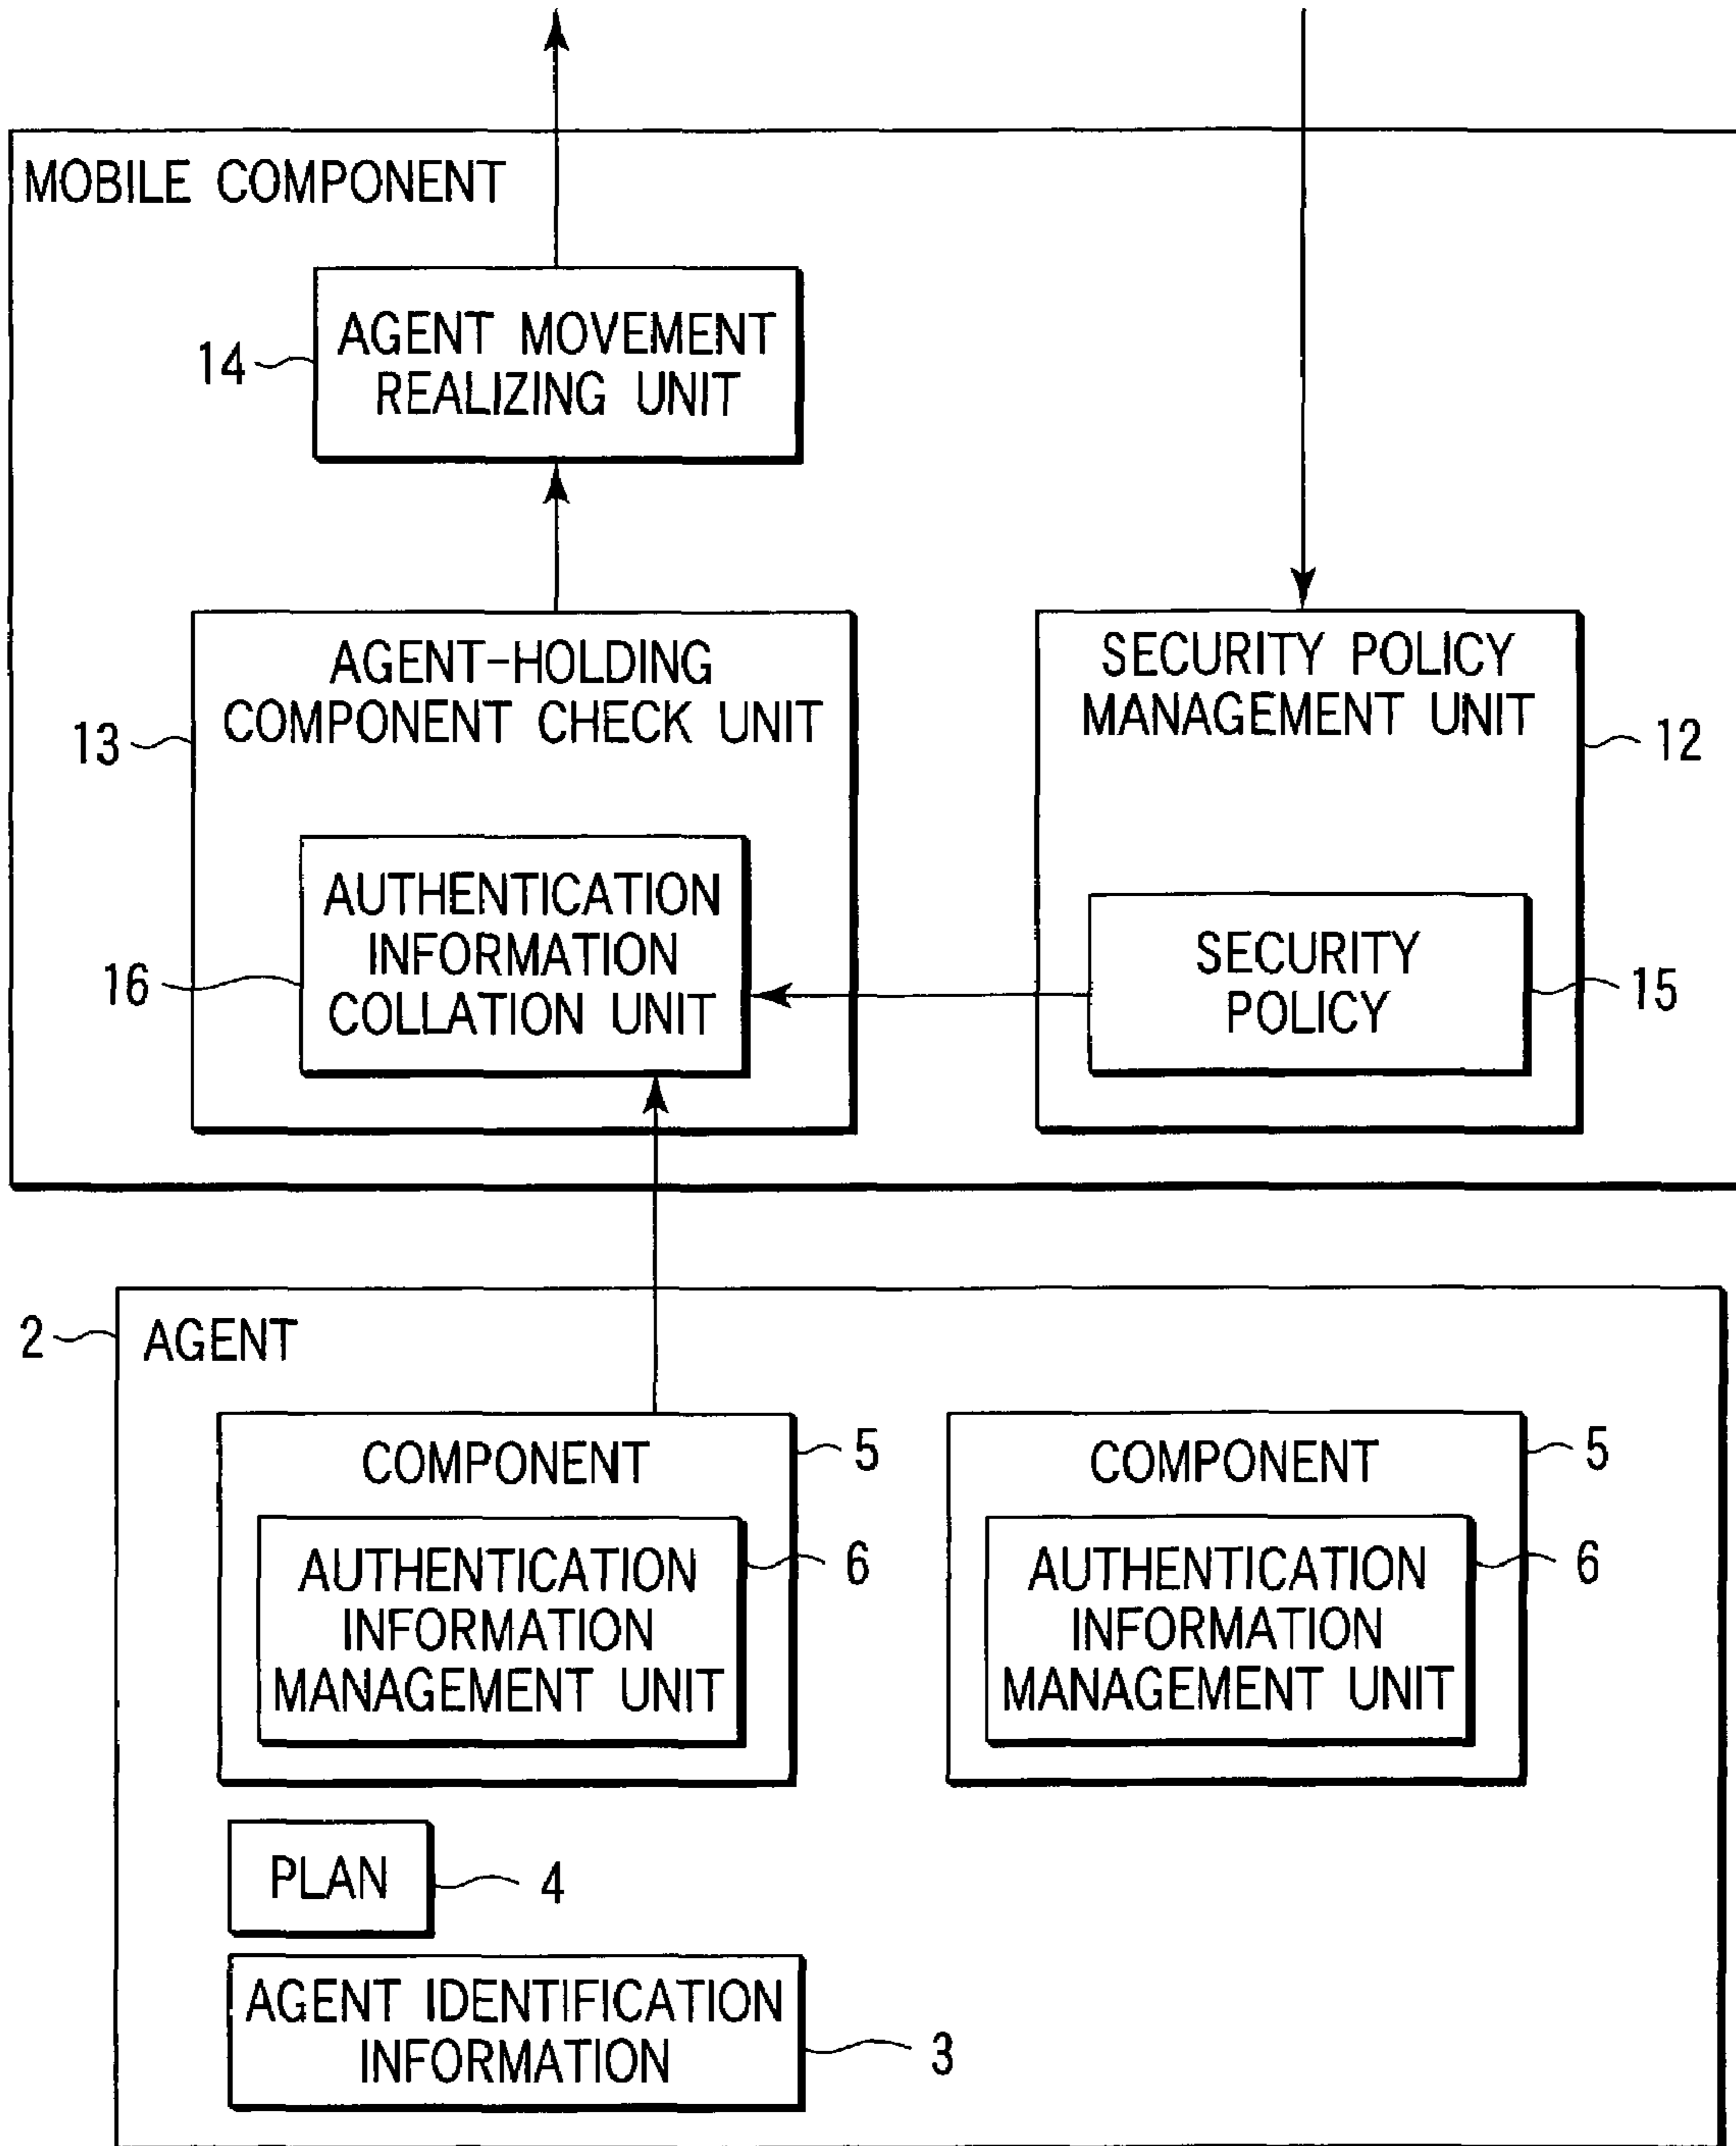 MOBILE COMPONENT
14
AGENT MOVEMENT
REALIZING UNIT
13
AGENT-HOLDING
COMPONENT CHECK UNIT
SECURITY POLICY
MANAGEMENT UNIT
12
16
AUTHENTICATION
INFORMATION
COLLATION UNIT
SECURITY
POLICY
15
2
AGENT
COMPONENT
5
AUTHENTICATION
INFORMATION
MANAGEMENT UNIT
6
COMPONENT
5
AUTHENTICATION
INFORMATION
MANAGEMENT UNIT
6
PLAN
4
AGENT IDENTIFICATION
INFORMATION
3